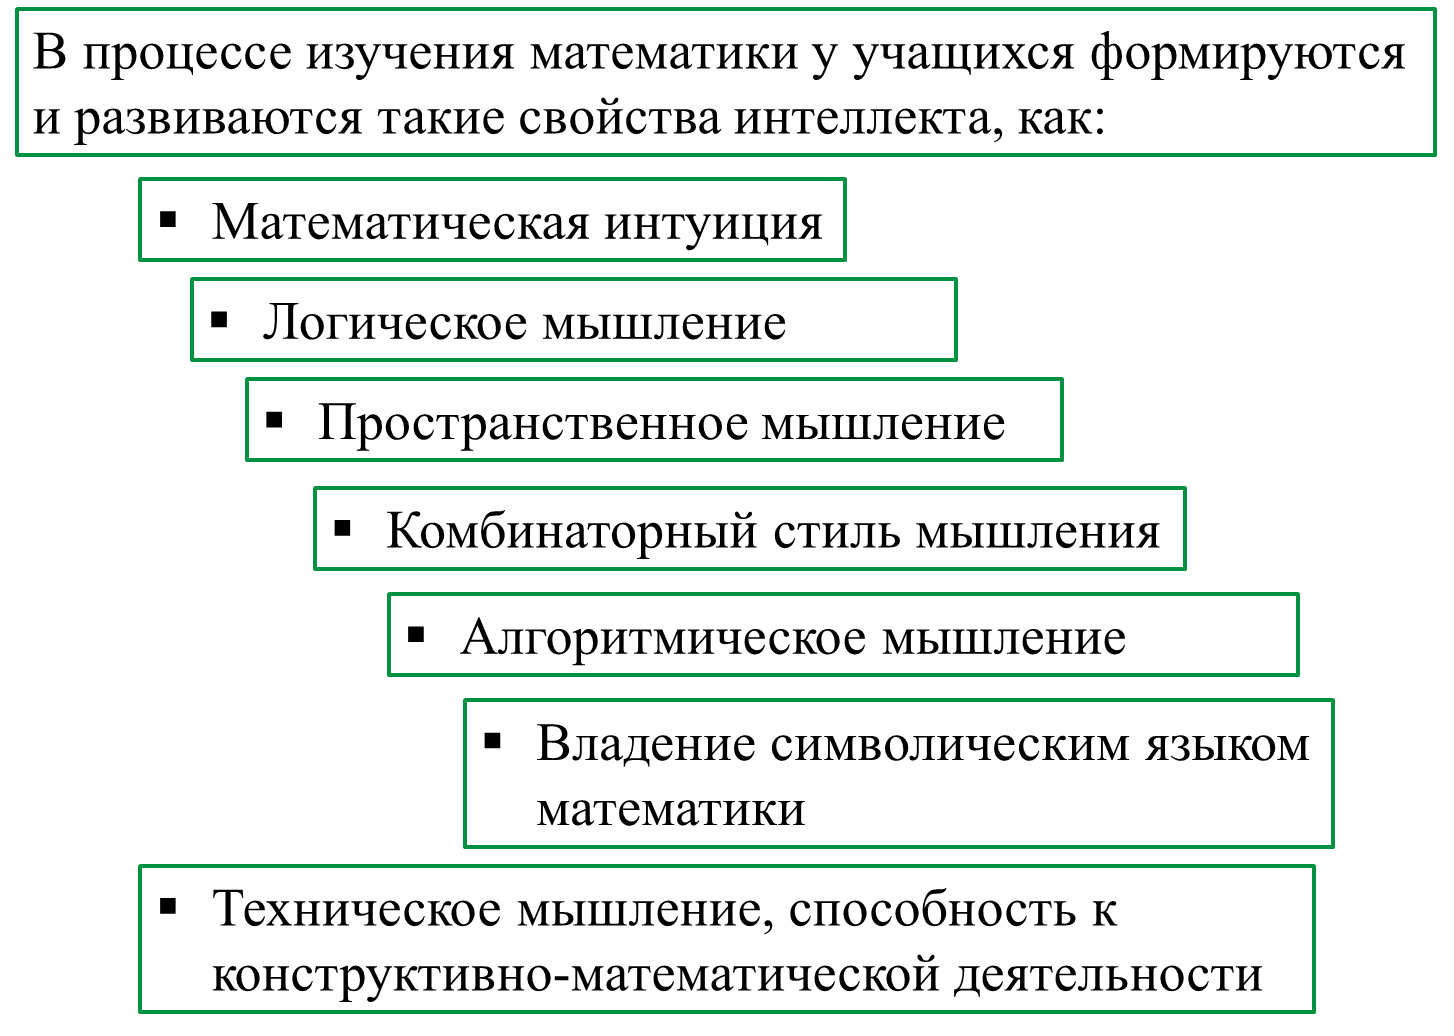 В процессе изучения математики у учащихся формируются
и развиваются такие свойства интеллекта, как:
▪ Математическая интуиция
▪ Логическое мышление
▪ Пространственное мышление
▪ Комбинаторный стиль мышления
▪ Алгоритмическое мышление
▪ Владение символическим языком
математики
▪ Техническое мышление, способность к
конструктивно-математической деятельности